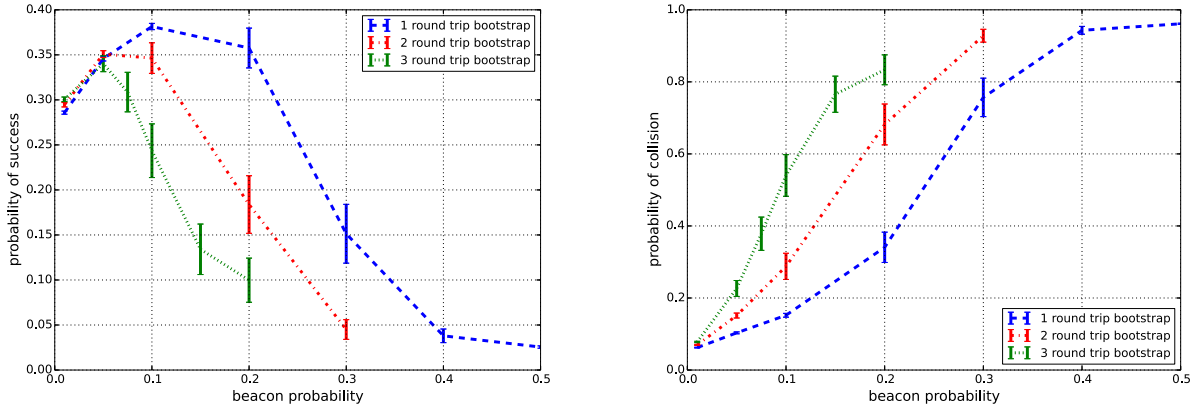 0.40
0.35
0.30
0.25
0.20
0.15
0.10
0.05
0.00
probability of success
0.0
0.1
0.2
0.3
0.4
0.5
beacon probability
1 round trip bootstrap
2 round trip bootstrap
3 round trip bootstrap
1.0
0.8
0.6
0.4
0.2
0.0
probability of collision
0.0
0.1
0.2
0.3
0.4
0.5
beacon probability
1 round trip bootstrap
2 round trip bootstrap
3 round trip bootstrap